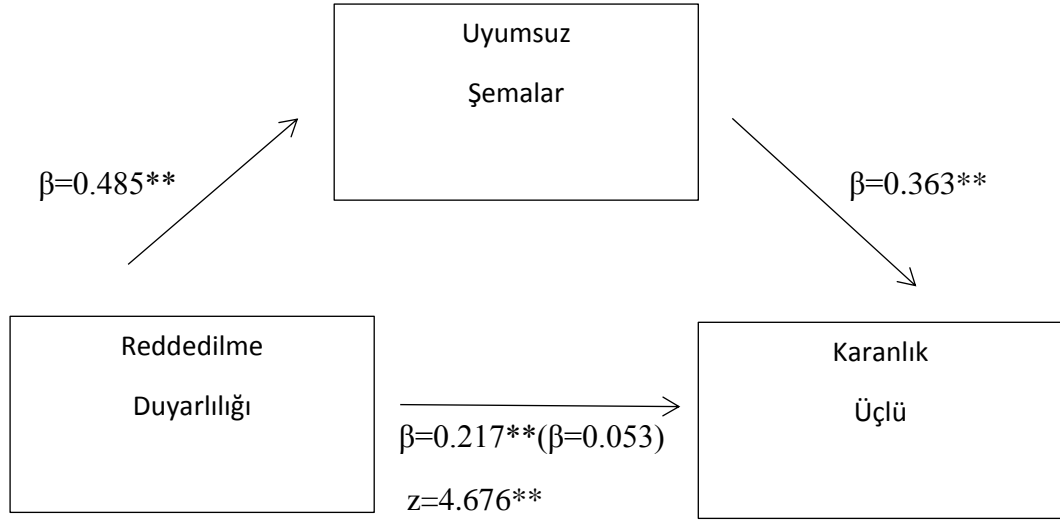 Uyumsuz
Şemalar
β=0.485**
β=0.363**
Reddedilme
Duyarlılığı
Karanlık
Üçlü
β=0.217**(β=0.053)
z=4.676**